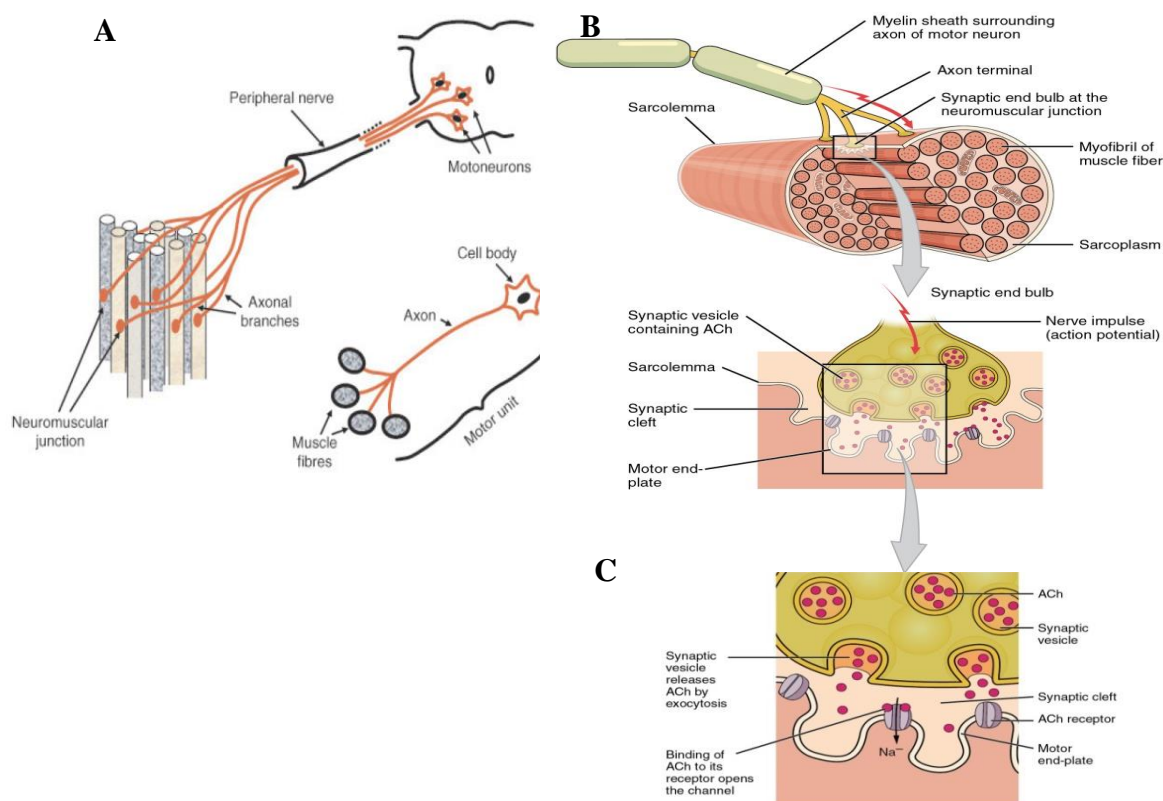 A
Peripheral nerve
Motoneurons
Axonal
branches
Neuromuscular
junction
Cell body
Axon
Muscle
fibres
Motor unit
B
Myelin sheath surrounding
axon of motor neuron
Axon terminal
Sarcolemma
Synaptic end bulb at the
neuromuscular junction
Myofibril of
muscle fiber
Sarcoplasm
Synaptic end bulb
Synaptic vesicle
containing ACh
Nerve impulse
(action potential)
Sarcolemma
Synaptic
cleft
Motor end-
plate
C
ACh
Synaptic
vesicle
Synaptic
vesicle
releases
ACh by
exocytosis
Synaptic cleft
ACh receptor
Binding of
ACh to its
receptor opens
the channel
Na⁻
Motor
end-plate